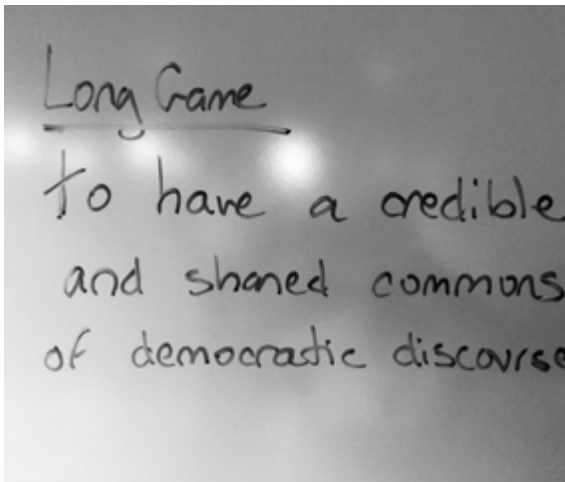 Long Game
to have a credible
and shared commons
of democratic discourse